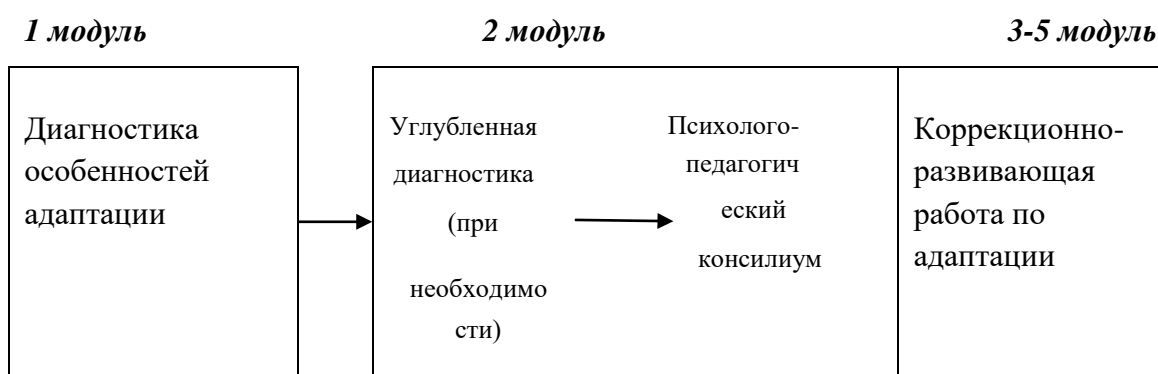 1 модуль
2 модуль
3-5 модуль
Диагностика
особенностей
адаптации
Углубленная
диагностика
(при
необходимо
сти)
Психолого-
педагогич
еский
консилиум
Коррекционно-
развивающая
работа по
адаптации